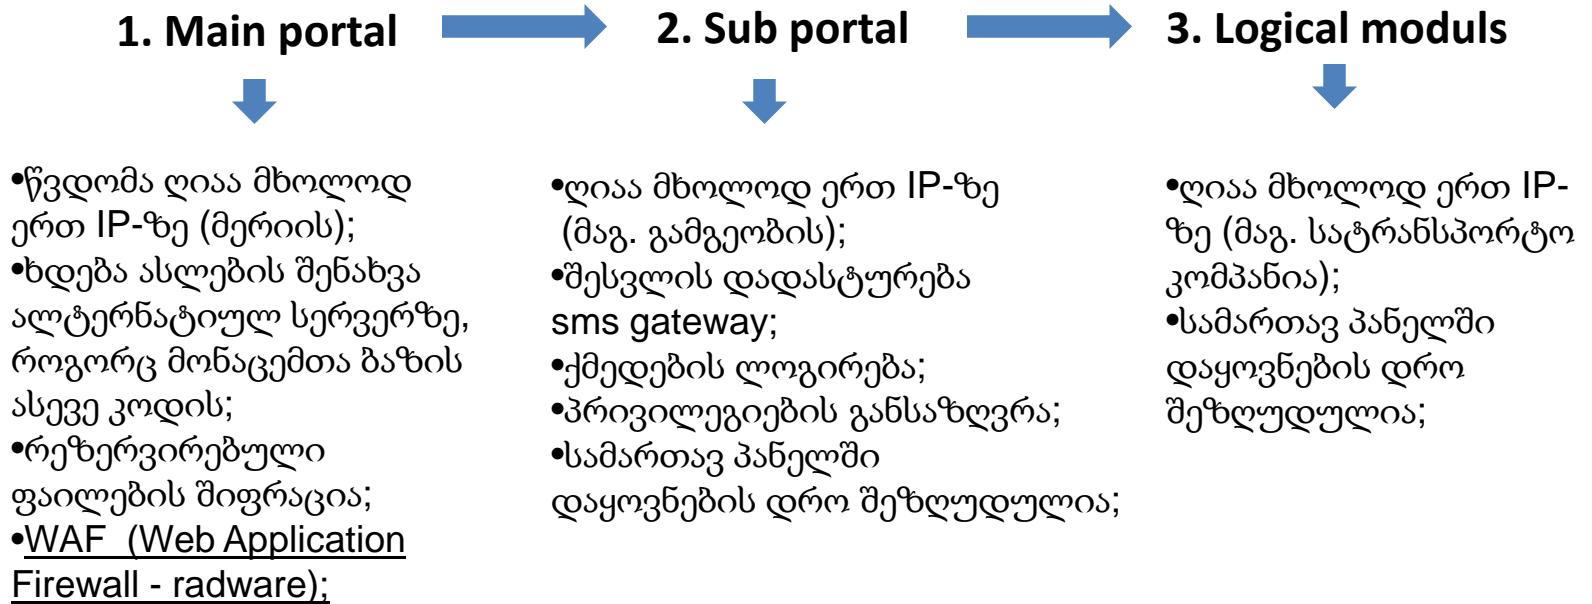 1. Main portal
2. Sub portal
3. Logical moduls
•წვდომა ღიაა მხოლოდ
ერთ IP-ზე (მერიის);
•ხდება ასლების შენახვა
ალტერნატიულ სერვერზე,
როგორც მონაცემთა ბაზის
ასევე კოდის;
•რეზერვირებული
ფაილების შიფრაცია;
•WAF (Web Application
Firewall - radware);
•ღიაა მხოლოდ ერთ IP-ზე
(მაგ. გამგეობის);
•შესვლის დადასტურება
sms gateway;
•ქმედების ლოგირება;
•პრივილეგიების განსაზღვრა;
•სამართავ პანელში
დაყოვნების დრო შეზღუდულია;
•ღიაა მხოლოდ ერთ IP-
ზე (მაგ. სატრანსპორტო
კომპანია);
•სამართავ პანელში
დაყოვნების დრო
შეზღუდულია;